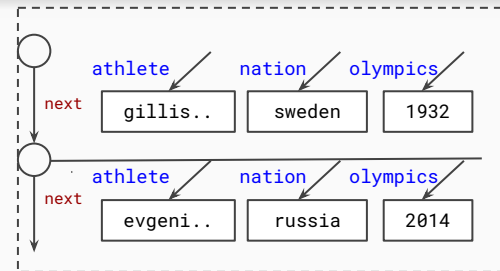 athlete nation olympics
next gillis.. sweden 1932
athlete nation olympics
next evgeni.. russia 2014